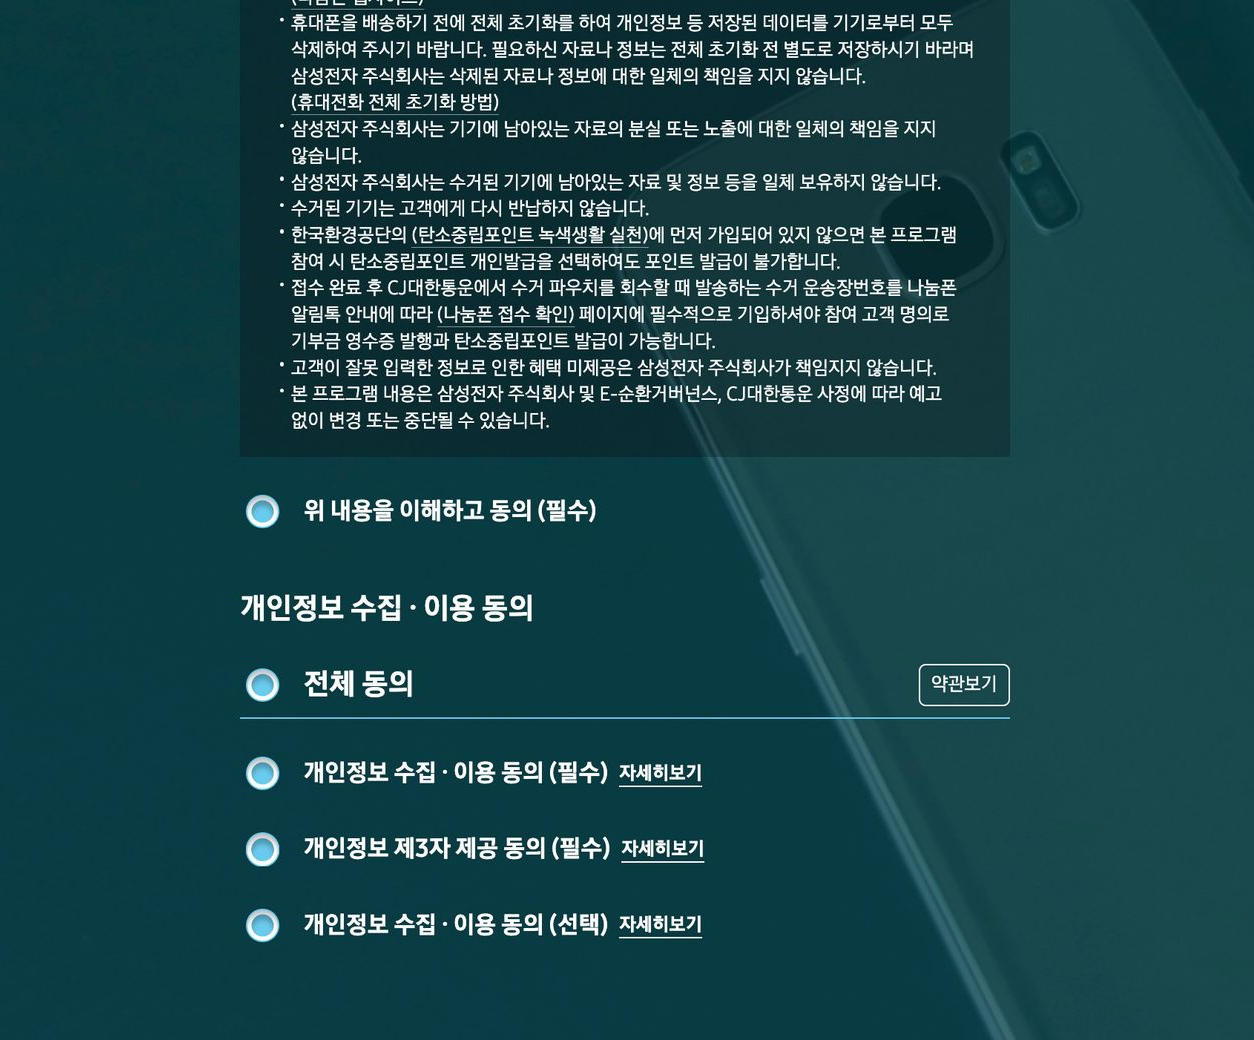 • 휴대폰을 배송하기 전에 전체 초기화를 하여 개인정보 등 저장된 데이터를 기기로부터 모두
삭제하여 주시기 바랍니다. 필요하신 자료나 정보는 전체 초기화 전 별도로 저장하시기 바라며
삼성전자 주식회사는 삭제된 자료나 정보에 대한 일체의 책임을 지지 않습니다.
(휴대전화 전체 초기화 방법)
• 삼성전자 주식회사는 기기에 남아있는 자료의 분실 또는 노출에 대한 일체의 책임을 지지
않습니다.
• 삼성전자 주식회사는 수거된 기기에 남아있는 자료 및 정보 등을 일체 보유하지 않습니다.
• 수거된 기기는 고객에게 다시 반납하지 않습니다.
• 한국환경공단의 (탄소중립포인트 녹색생활 실천)에 먼저 가입되어 있지 않으면 본 프로그램
참여 시 탄소중립포인트 개인발급을 선택하여도 포인트 발급이 불가합니다.
• 접수 완료 후 CJ대한통운에서 수거 파우치를 회수할 때 발송하는 수거 운송장번호를 나눔폰
알림톡 안내에 따라 (나눔폰 접수 확인) 페이지에 필수적으로 기입하셔야 참여 고객 명의로
기부금 영수증 발행과 탄소중립포인트 발급이 가능합니다.
• 고객이 잘못 입력한 정보로 인한 혜택 미제공은 삼성전자 주식회사가 책임지지 않습니다.
• 본 프로그램 내용은 삼성전자 주식회사 및 E-순환거버넌스, CJ대한통운 사정에 따라 예고
없이 변경 또는 중단될 수 있습니다.
위 내용을 이해하고 동의 (필수)
개인정보 수집 · 이용 동의
전체 동의
약관보기
개인정보 수집 · 이용 동의 (필수) 자세히보기
개인정보 제3자 제공 동의 (필수) 자세히보기
개인정보 수집 · 이용 동의 (선택) 자세히보기